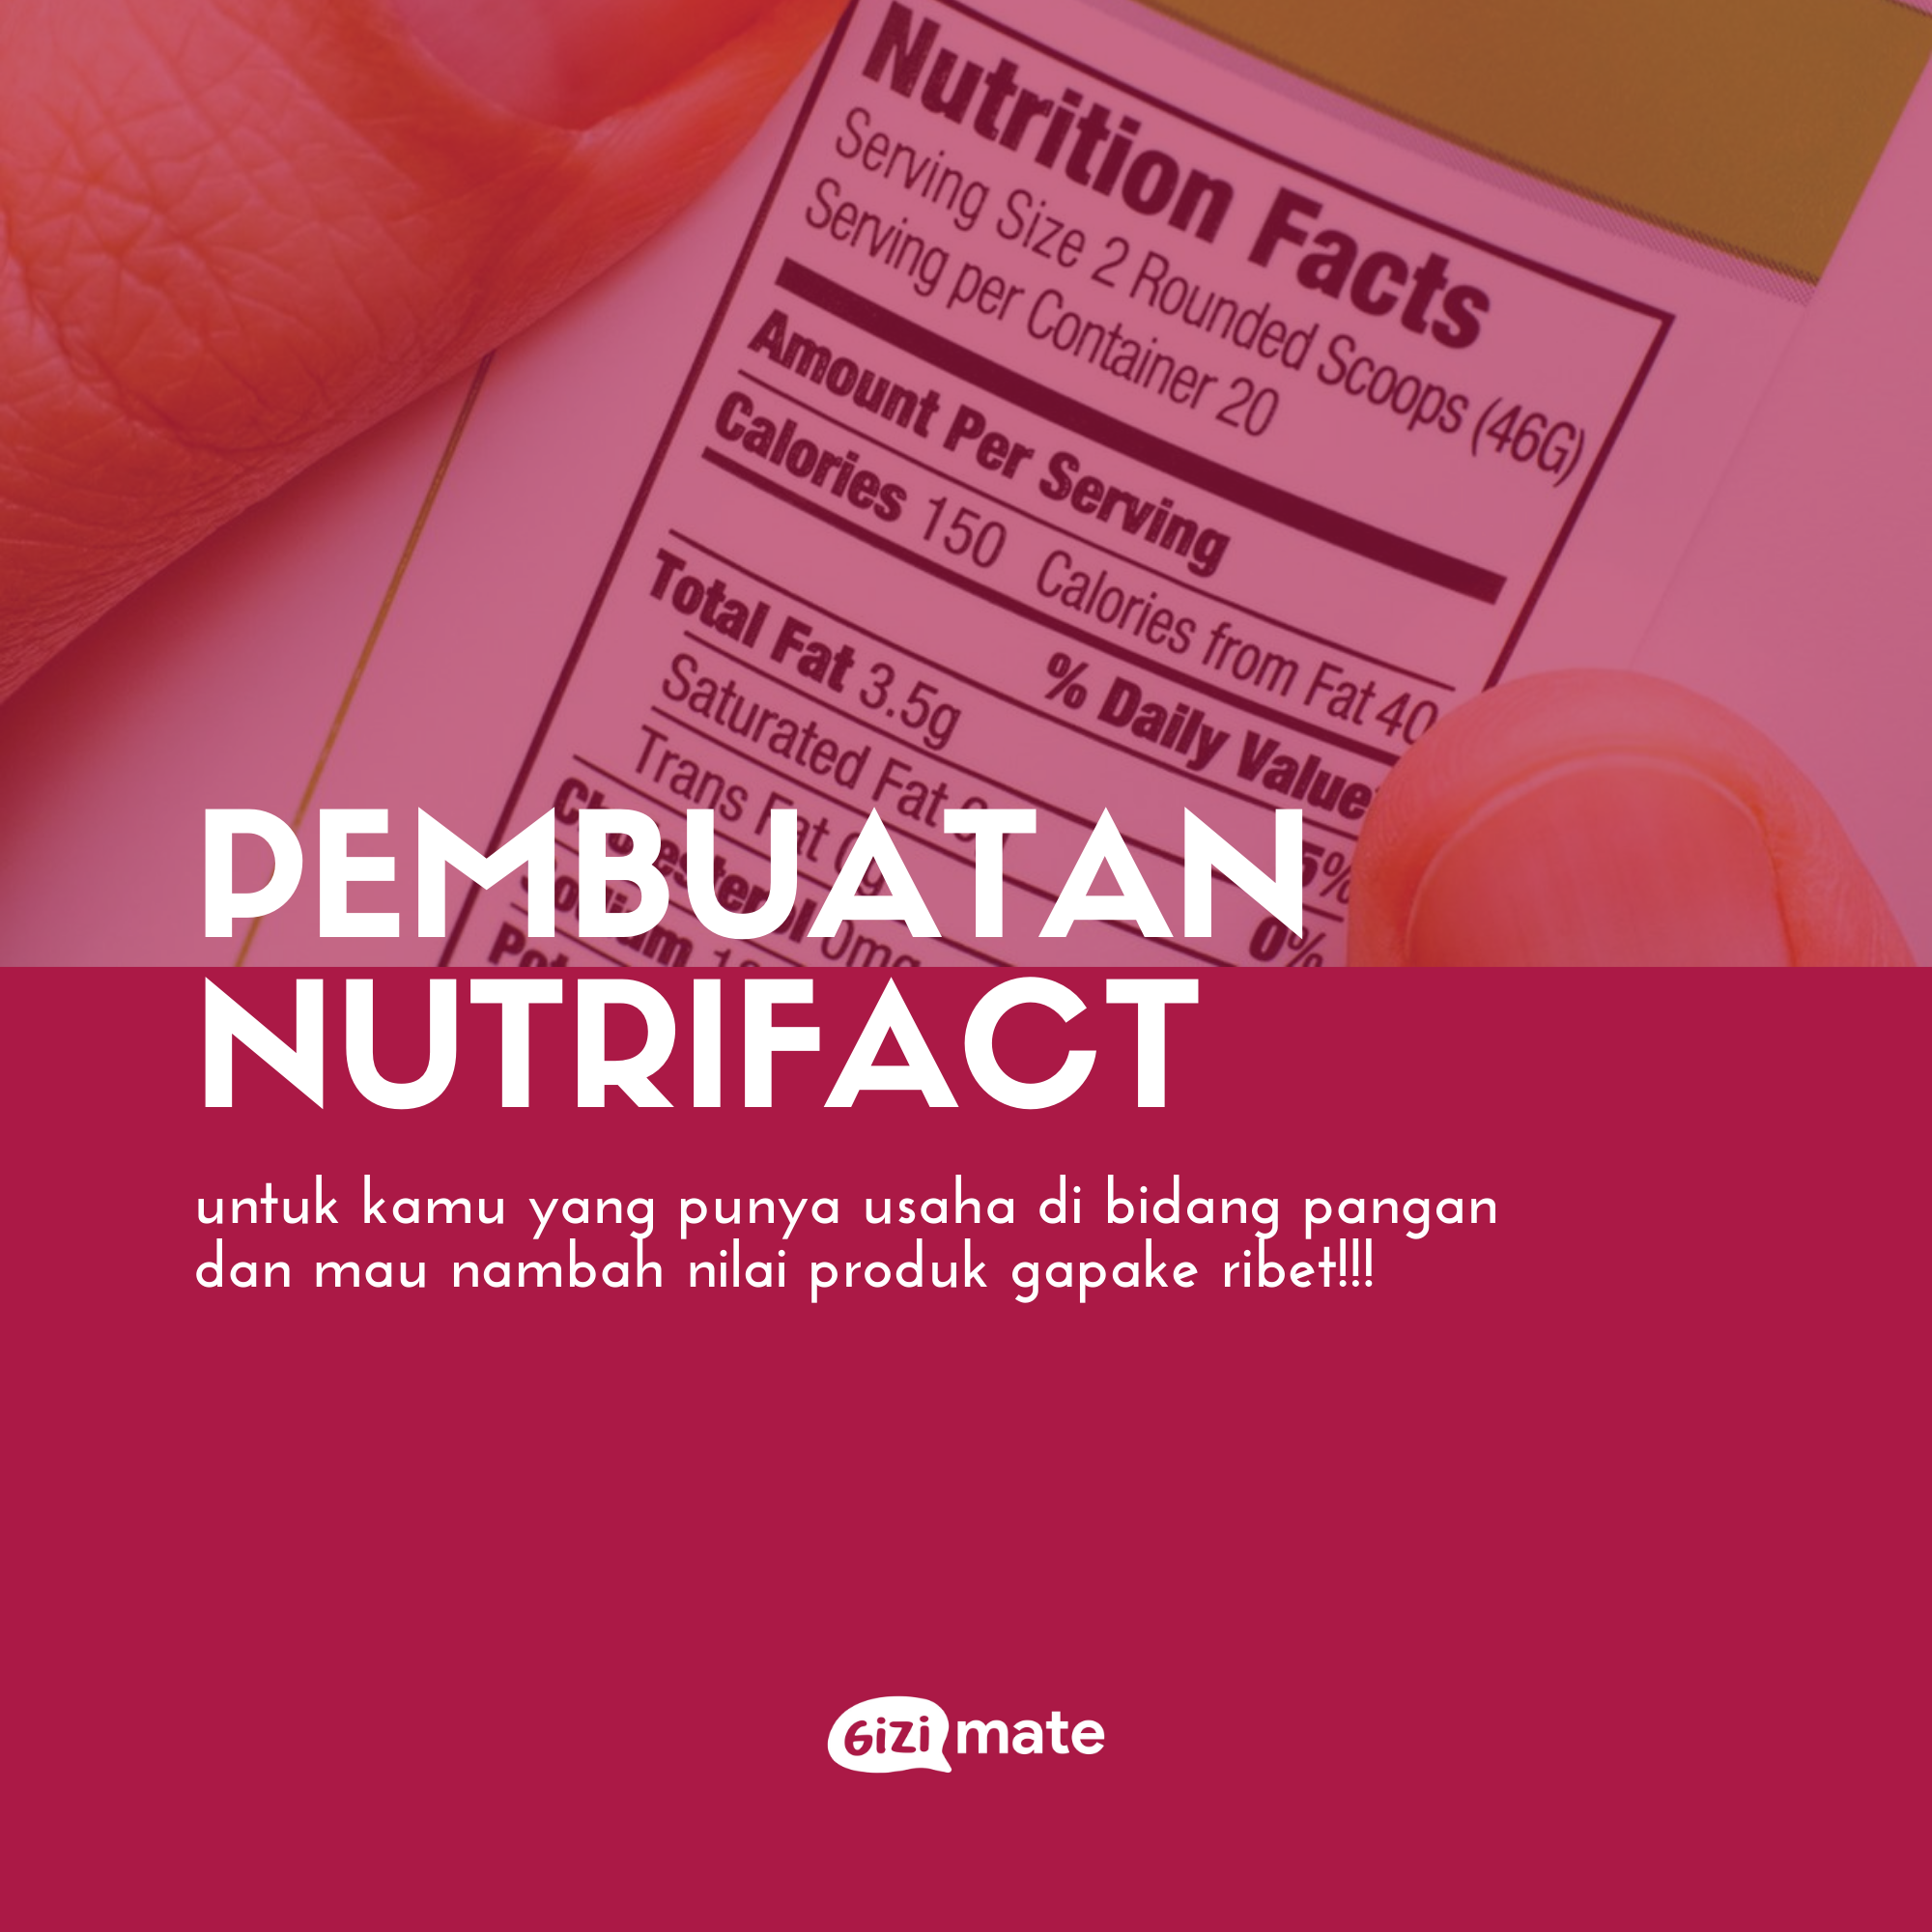 Nutrition Facts
Serving Size 2 Rounded Scoops (46G)
Serving per Container 20
Amount Per Serving
Calories 150 Calories from Fat 40
% Daily Value
Total Fat 3.5g
Saturated Fat
Trans Fat
0%
PEMBUATAN
NUTRIFACT
untuk kamu yang punya usaha di bidang pangan
dan mau nambah nilai produk gapake ribet!!!
Gizi mate